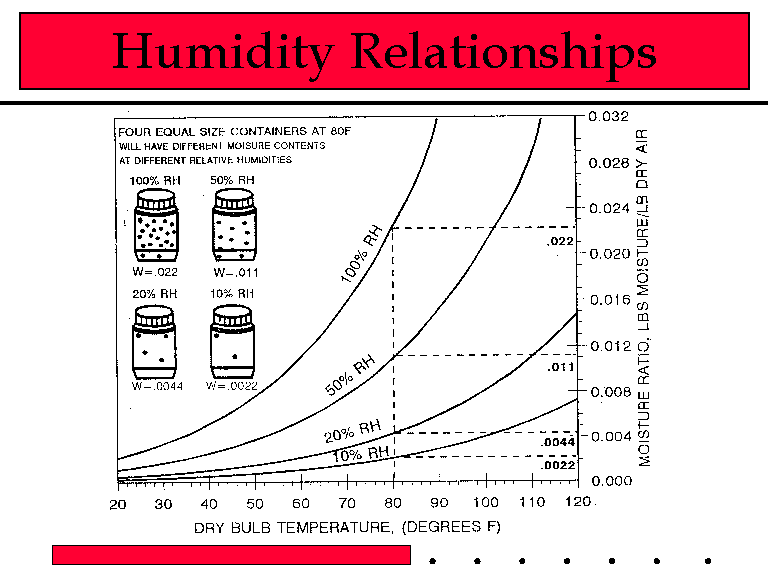 Humidity Relationships
FOUR EQUAL SIZE CONTAINERS AT 80F
WILL HAVE DIFFERENT MOISURE CONTENTS
AT DIFFERENT RELATIVE HUMIDITIES
100% RH
50% RH
W=.022
W=.011
20% RH
10% RH
W=.0044
W=.0022
100% RH
50% RH
20% RH
10% RH
.022
.011
.0044
.0022
0.032
0.028
0.024
0.020
0.016
0.012
0.008
0.004
0.000
MOISTURE RATIO, LBS MOISTURE/LB DRY AIR
20 30 40 50 60 70 80 90 100 110 120
DRY BULB TEMPERATURE, (DEGREES F)